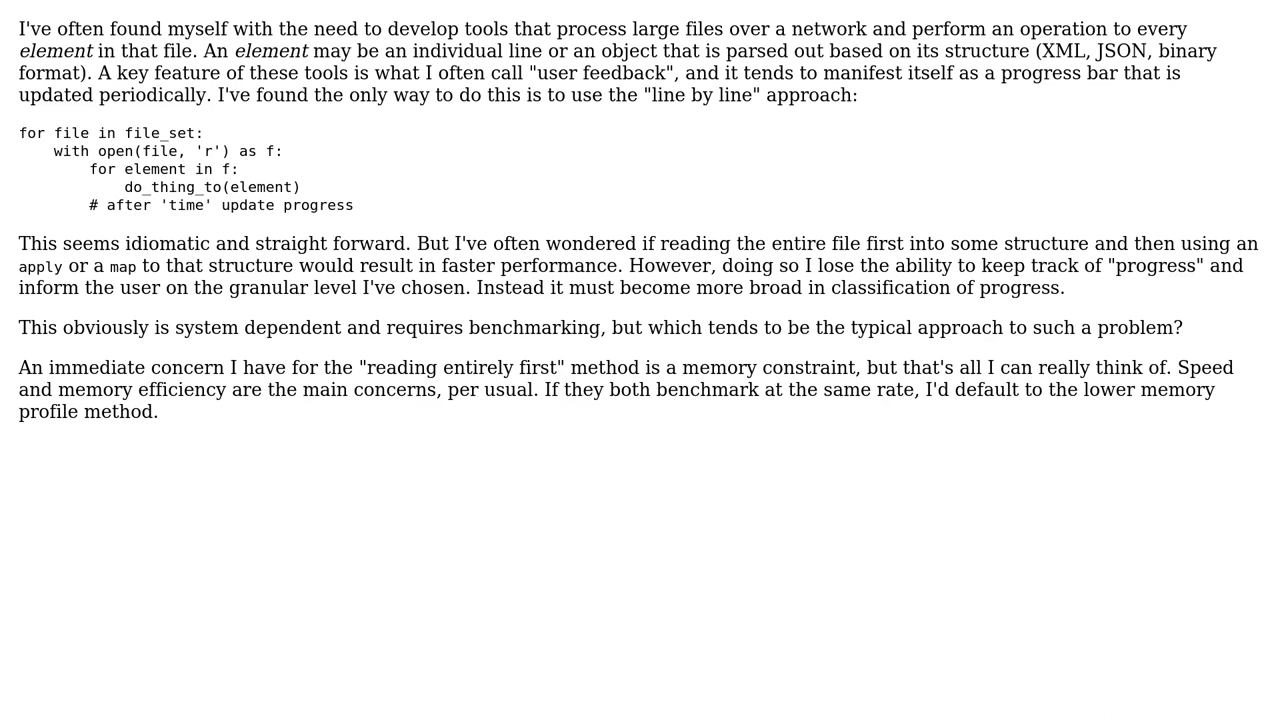 I've often found myself with the need to develop tools that process large files over a network and perform an operation to every
element in that file. An element may be an individual line or an object that is parsed out based on its structure (XML, JSON, binary
format). A key feature of these tools is what I often call "user feedback", and it tends to manifest itself as a progress bar that is
updated periodically. I've found the only way to do this is to use the "line by line" approach:
for file in file_set:
    with open(file, 'r') as f:
        for element in f:
            do_thing_to(element)
        # after 'time' update progress
This seems idiomatic and straight forward. But I've often wondered if reading the entire file first into some structure and then using an
apply or a map to that structure would result in faster performance. However, doing so I lose the ability to keep track of "progress" and
inform the user on the granular level I've chosen. Instead it must become more broad in classification of progress.
This obviously is system dependent and requires benchmarking, but which tends to be the typical approach to such a problem?
An immediate concern I have for the "reading entirely first" method is a memory constraint, but that's all I can really think of. Speed
and memory efficiency are the main concerns, per usual. If they both benchmark at the same rate, I'd default to the lower memory
profile method.